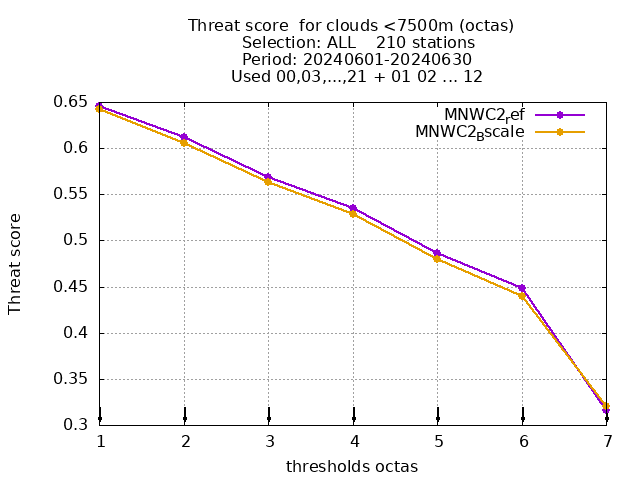 Threat score  for clouds <7500m (octas)
Selection: ALL    210 stations
Period: 20240601-20240630
Used 00,03,...,21 + 01 02 ... 12
MNWC2ref
MNWC2Bscale
0.65
0.6
0.55
0.5
0.45
0.4
0.35
0.3
Threat score
1 2 3 4 5 6 7
thresholds octas